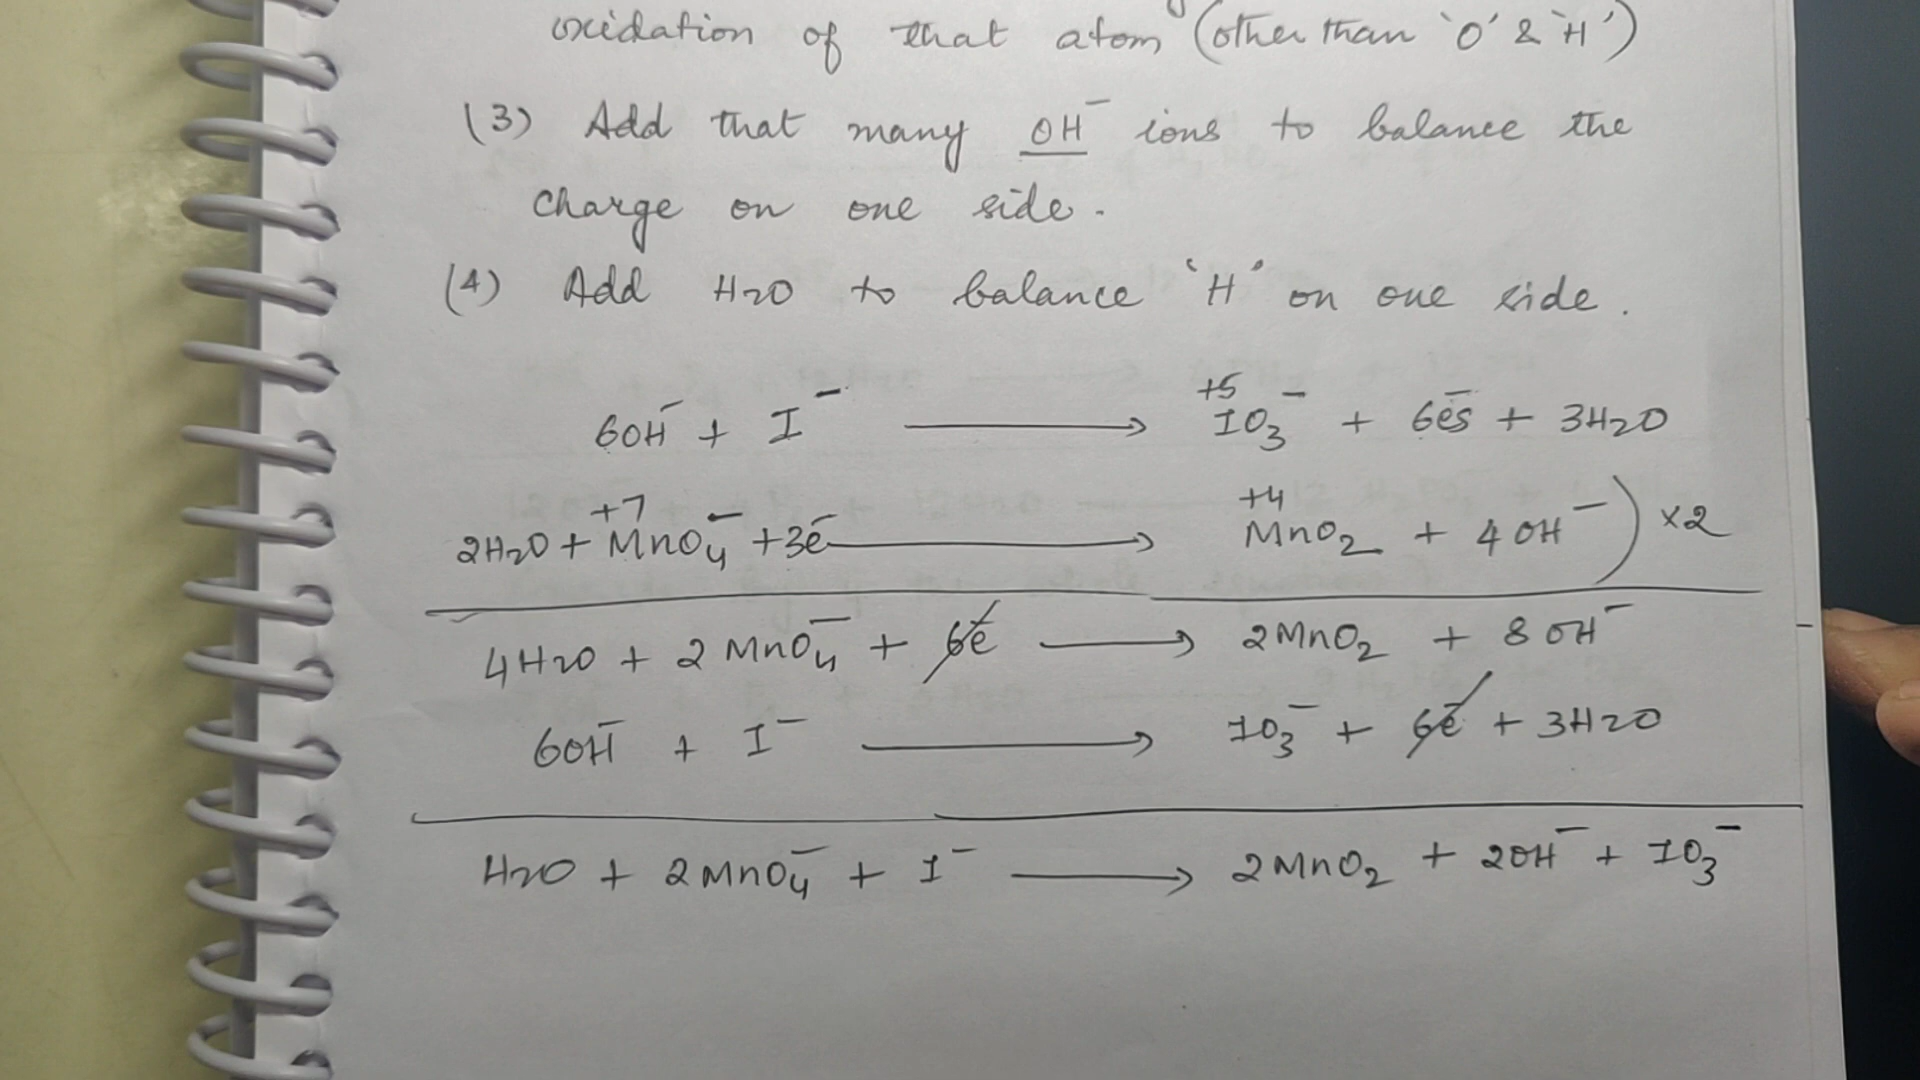 oxidation of that atom (other than 'O' & 'H')
(3) Add that many OH⁻ ions to balance the
charge on one side.
(4) Add H₂O to balance 'H' on one side.
+5
6OH⁻ + I⁻ ⟶ IO₃⁻ + 6e⁻s + 3H₂O
+7 +4
2H₂O + MnO₄⁻ + 3e⁻ ⟶ MnO₂ + 4OH⁻) ×2
4H₂O + 2MnO₄⁻ + 6e⁻ ⟶ 2MnO₂ + 8OH⁻
6OH⁻ + I⁻ ⟶ IO₃⁻ + 6e⁻ + 3H₂O
H₂O + 2MnO₄⁻ + I⁻ ⟶ 2MnO₂ + 2OH⁻ + IO₃⁻